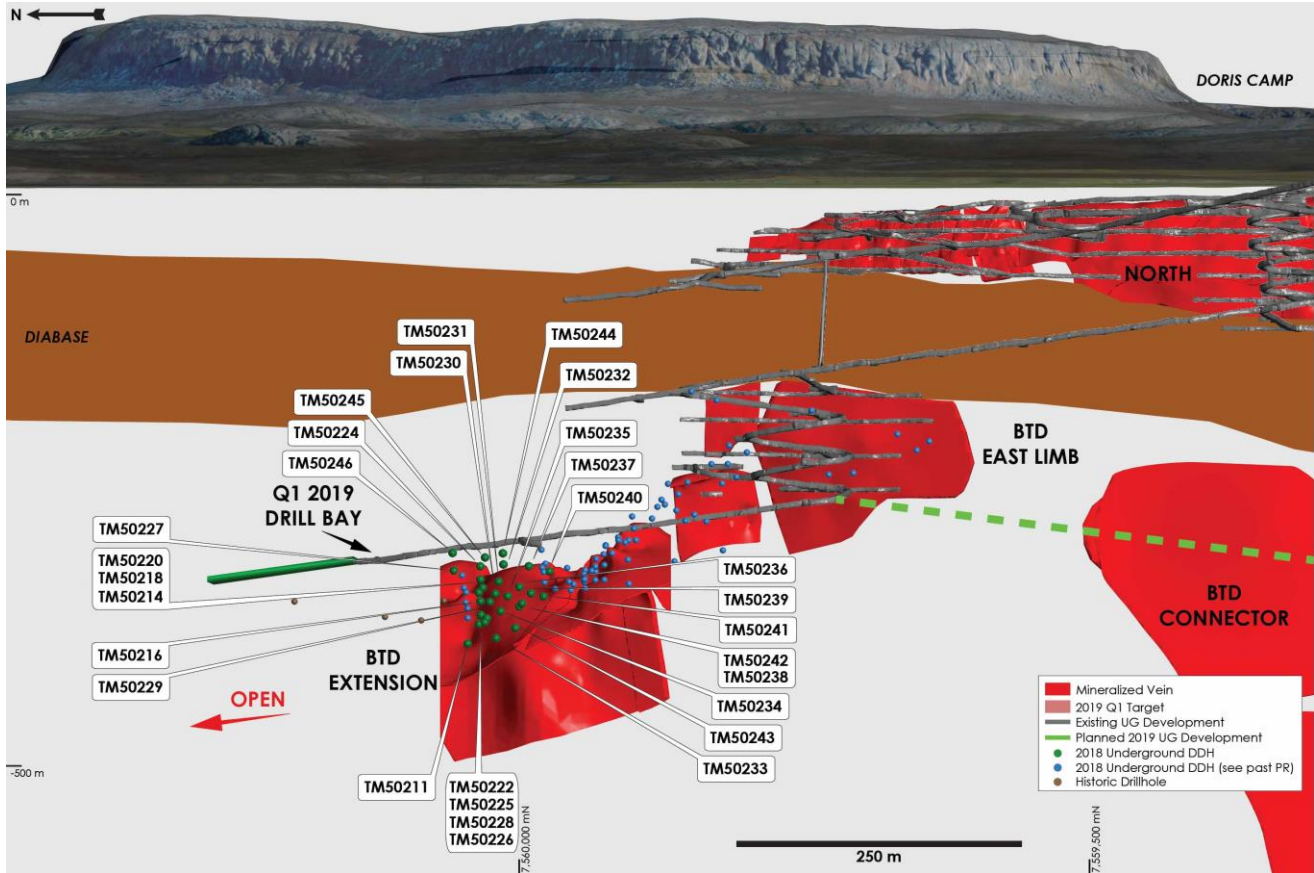 N
DORIS CAMP
0 m
NORTH
DIABASE
TM50231
TM50244
TM50230
TM50232
TM50245
TM50235
TM50224
TM50237
TM50246
TM50240
BTD
EAST LIMB
Q1 2019
DRILL BAY
TM50227
TM50220
TM50218
TM50214
TM50236
TM50239
TM50241
BTD
CONNECTOR
TM50216
TM50229
BTD
EXTENSION
TM50242
TM50238
OPEN
TM50234
TM50243
TM50233
Mineralized Vein
2019 Q1 Target
Existing UG Development
Planned 2019 UG Development
2018 Underground DDH
2018 Underground DDH (see past PR)
Historic Drillhole
-500 m
TM50211
TM50222
TM50225
TM50228
TM50226
7,560,000 mN
250 m
7,559,500 mN